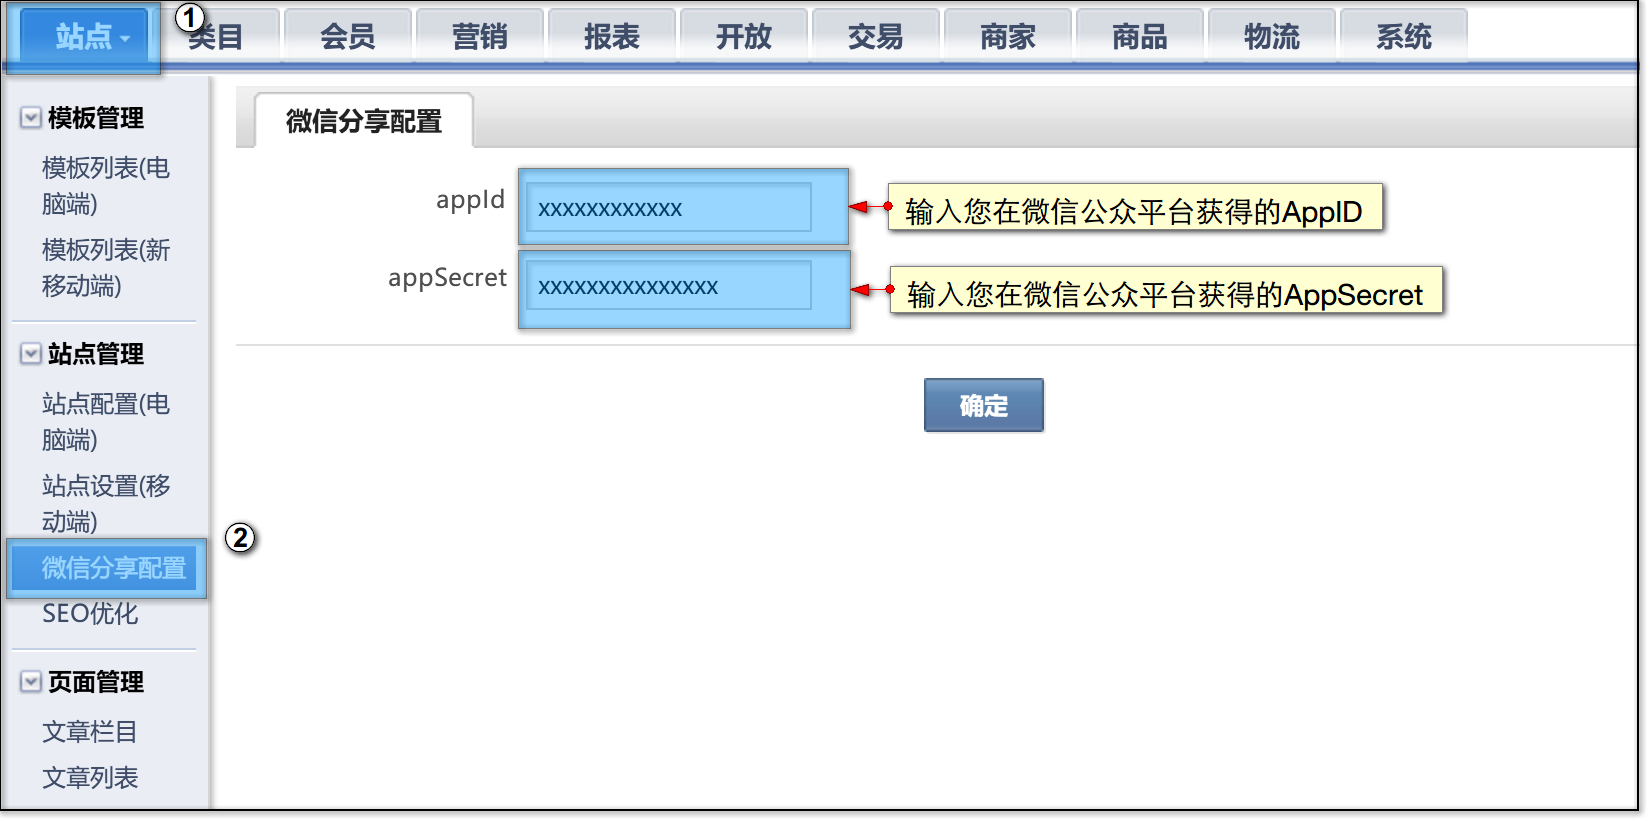 站点 ① 类目 会员 营销 报表 开放 交易 商家 商品 物流 系统
模板管理
模板列表(电
脑端)
模板列表(新
移动端)
站点管理
站点配置(电
脑端)
站点设置(移
动端)
微信分享配置
②
SEO优化
页面管理
文章栏目
文章列表
微信分享配置
appId xxxxxxxxxxxx 输入您在微信公众平台获得的AppID
appSecret xxxxxxxxxxxxxxx 输入您在微信公众平台获得的AppSecret
确定